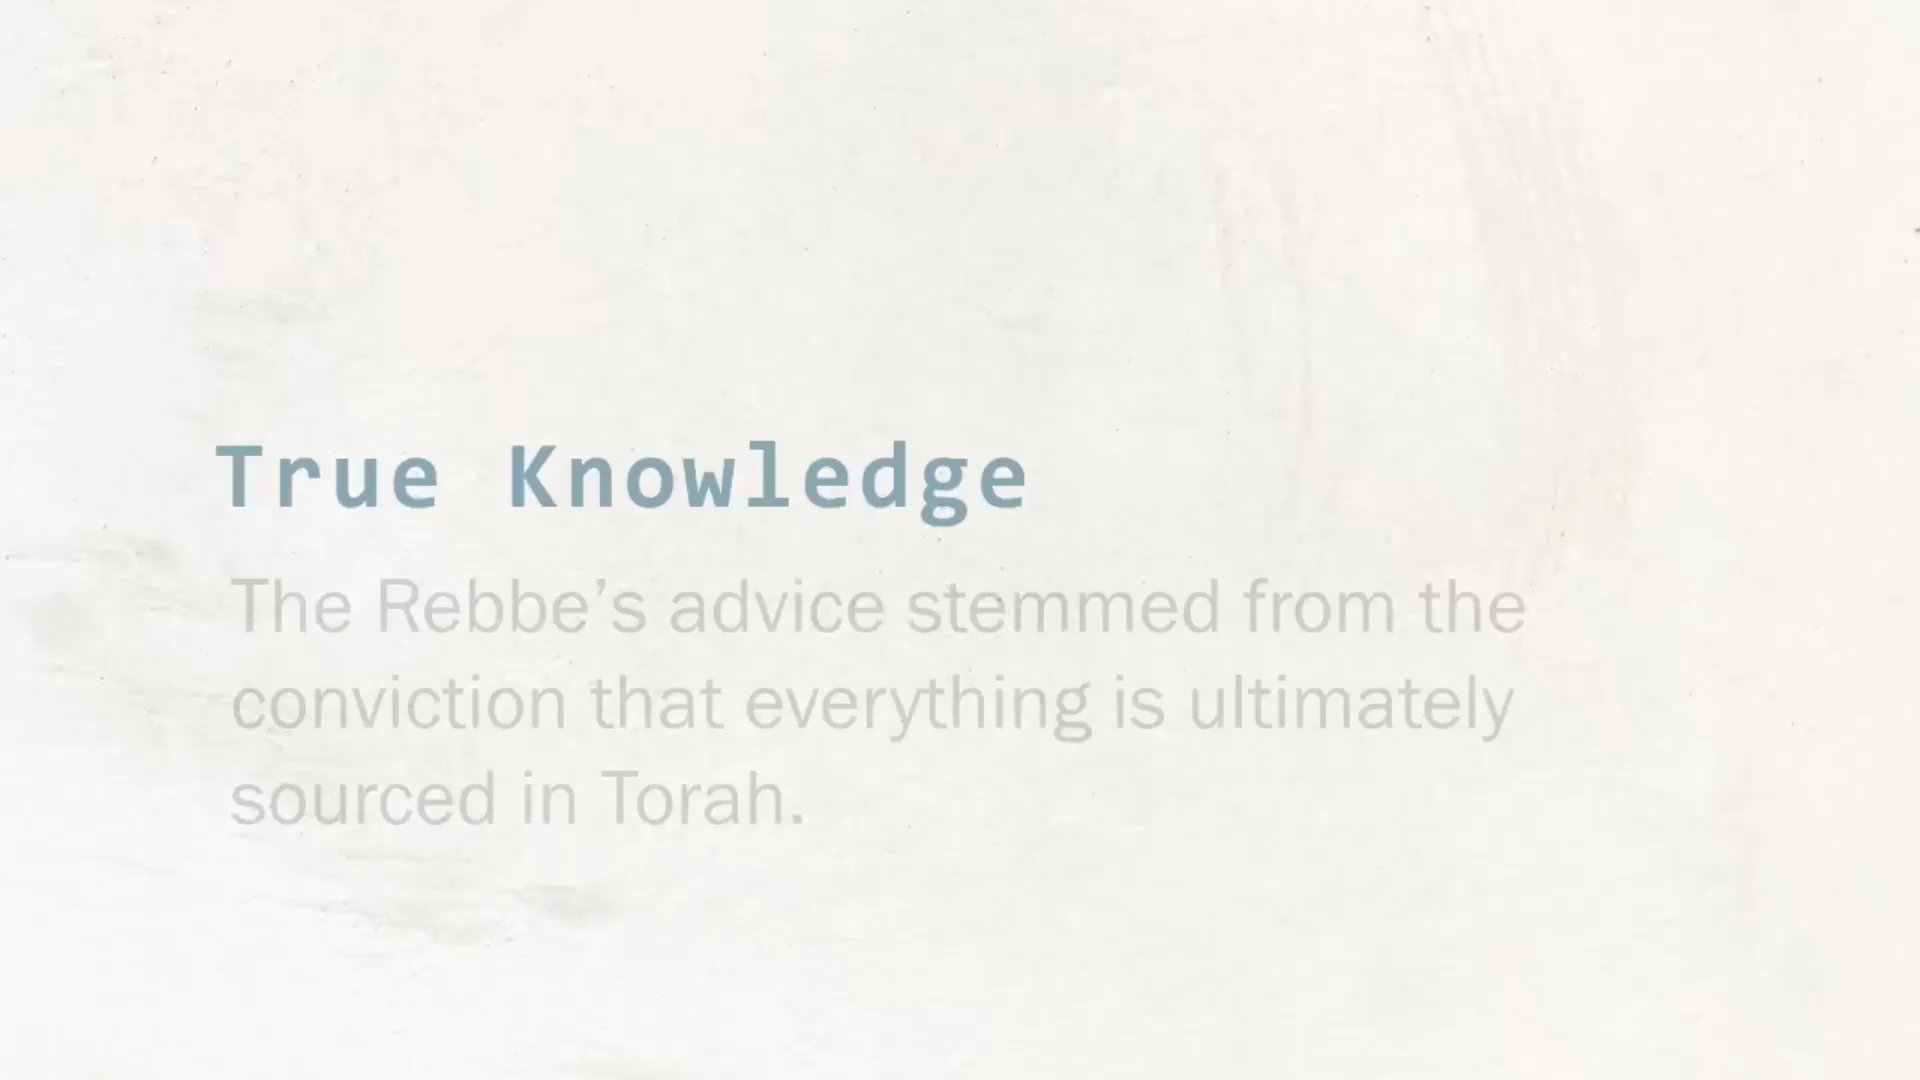 True Knowledge
The Rebbe’s advice stemmed from the
conviction that everything is ultimately
sourced in Torah.